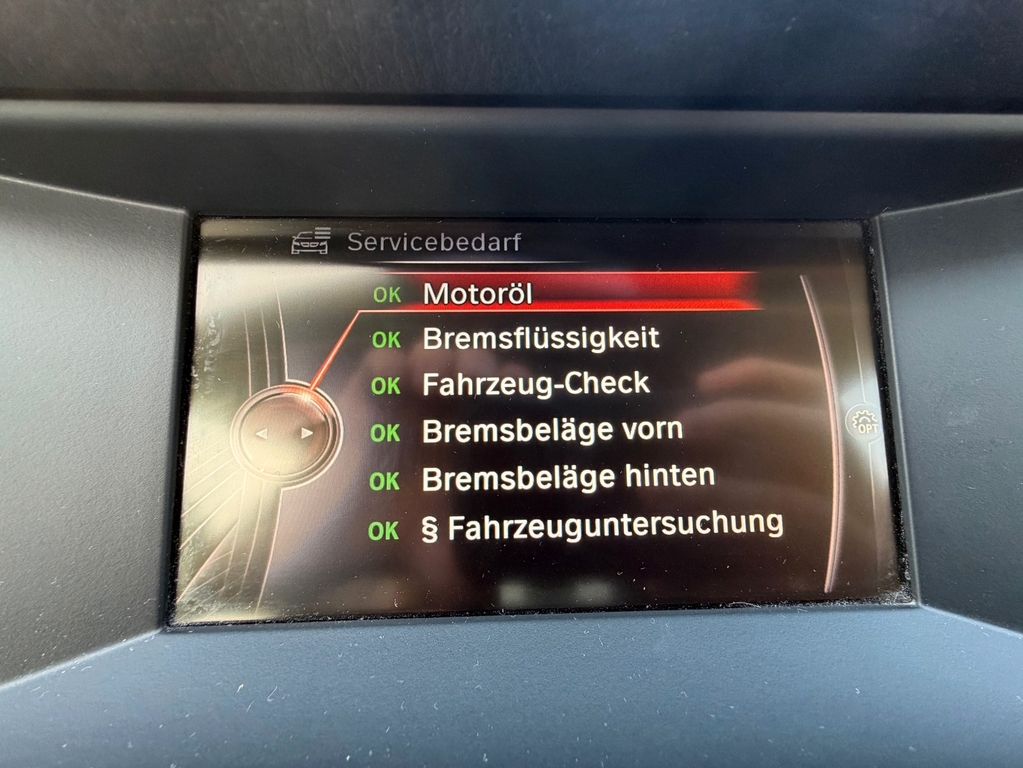 Servicebedarf
OK Motoröl
OK Bremsflüssigkeit
OK Fahrzeug-Check
OK Bremsbeläge vorn
OK Bremsbeläge hinten
OK § Fahrzeuguntersuchung
OPT